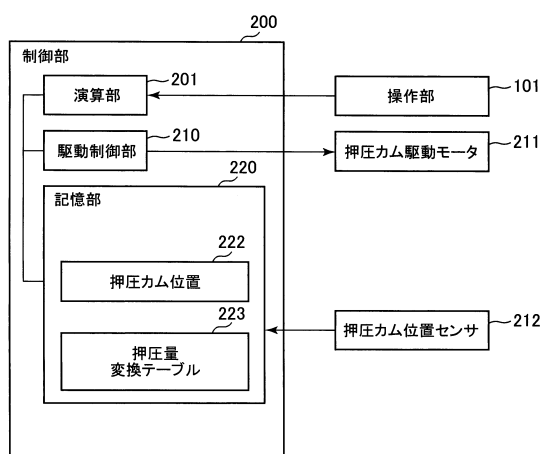 200
制御部
201
演算部
操作部
101
210
駆動制御部
押圧カム駆動モータ
211
220
記憶部
222
押圧カム位置
223
押圧量
変換テーブル
押圧カム位置センサ
212